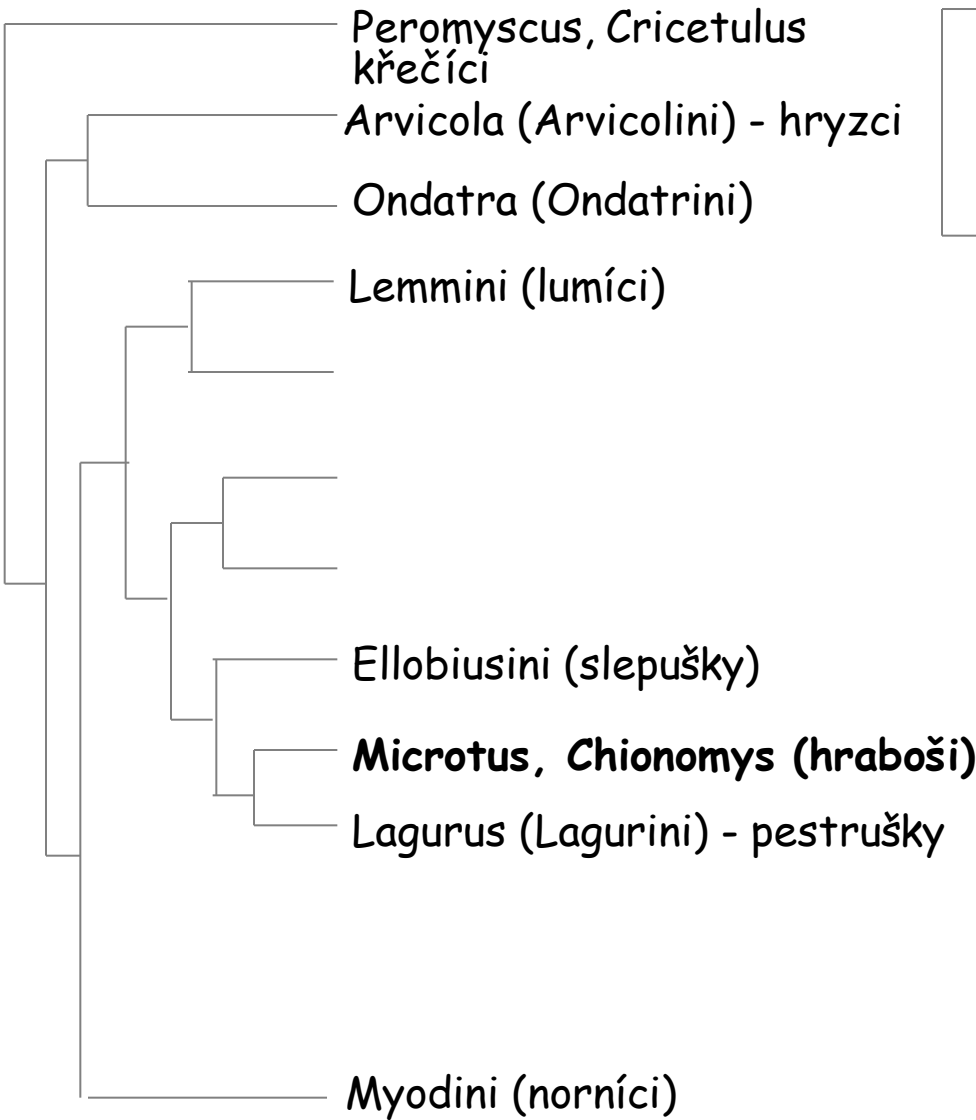 Peromyscus, Cricetulus
křečíci
Arvicola (Arvicolini) - hryzci
Ondatra (Ondatrini)
Lemmini (lumíci)
Ellobiusini (slepušky)
Microtus, Chionomys (hraboši)
Lagurus (Lagurini) - pestrušky
Myodini (norníci)